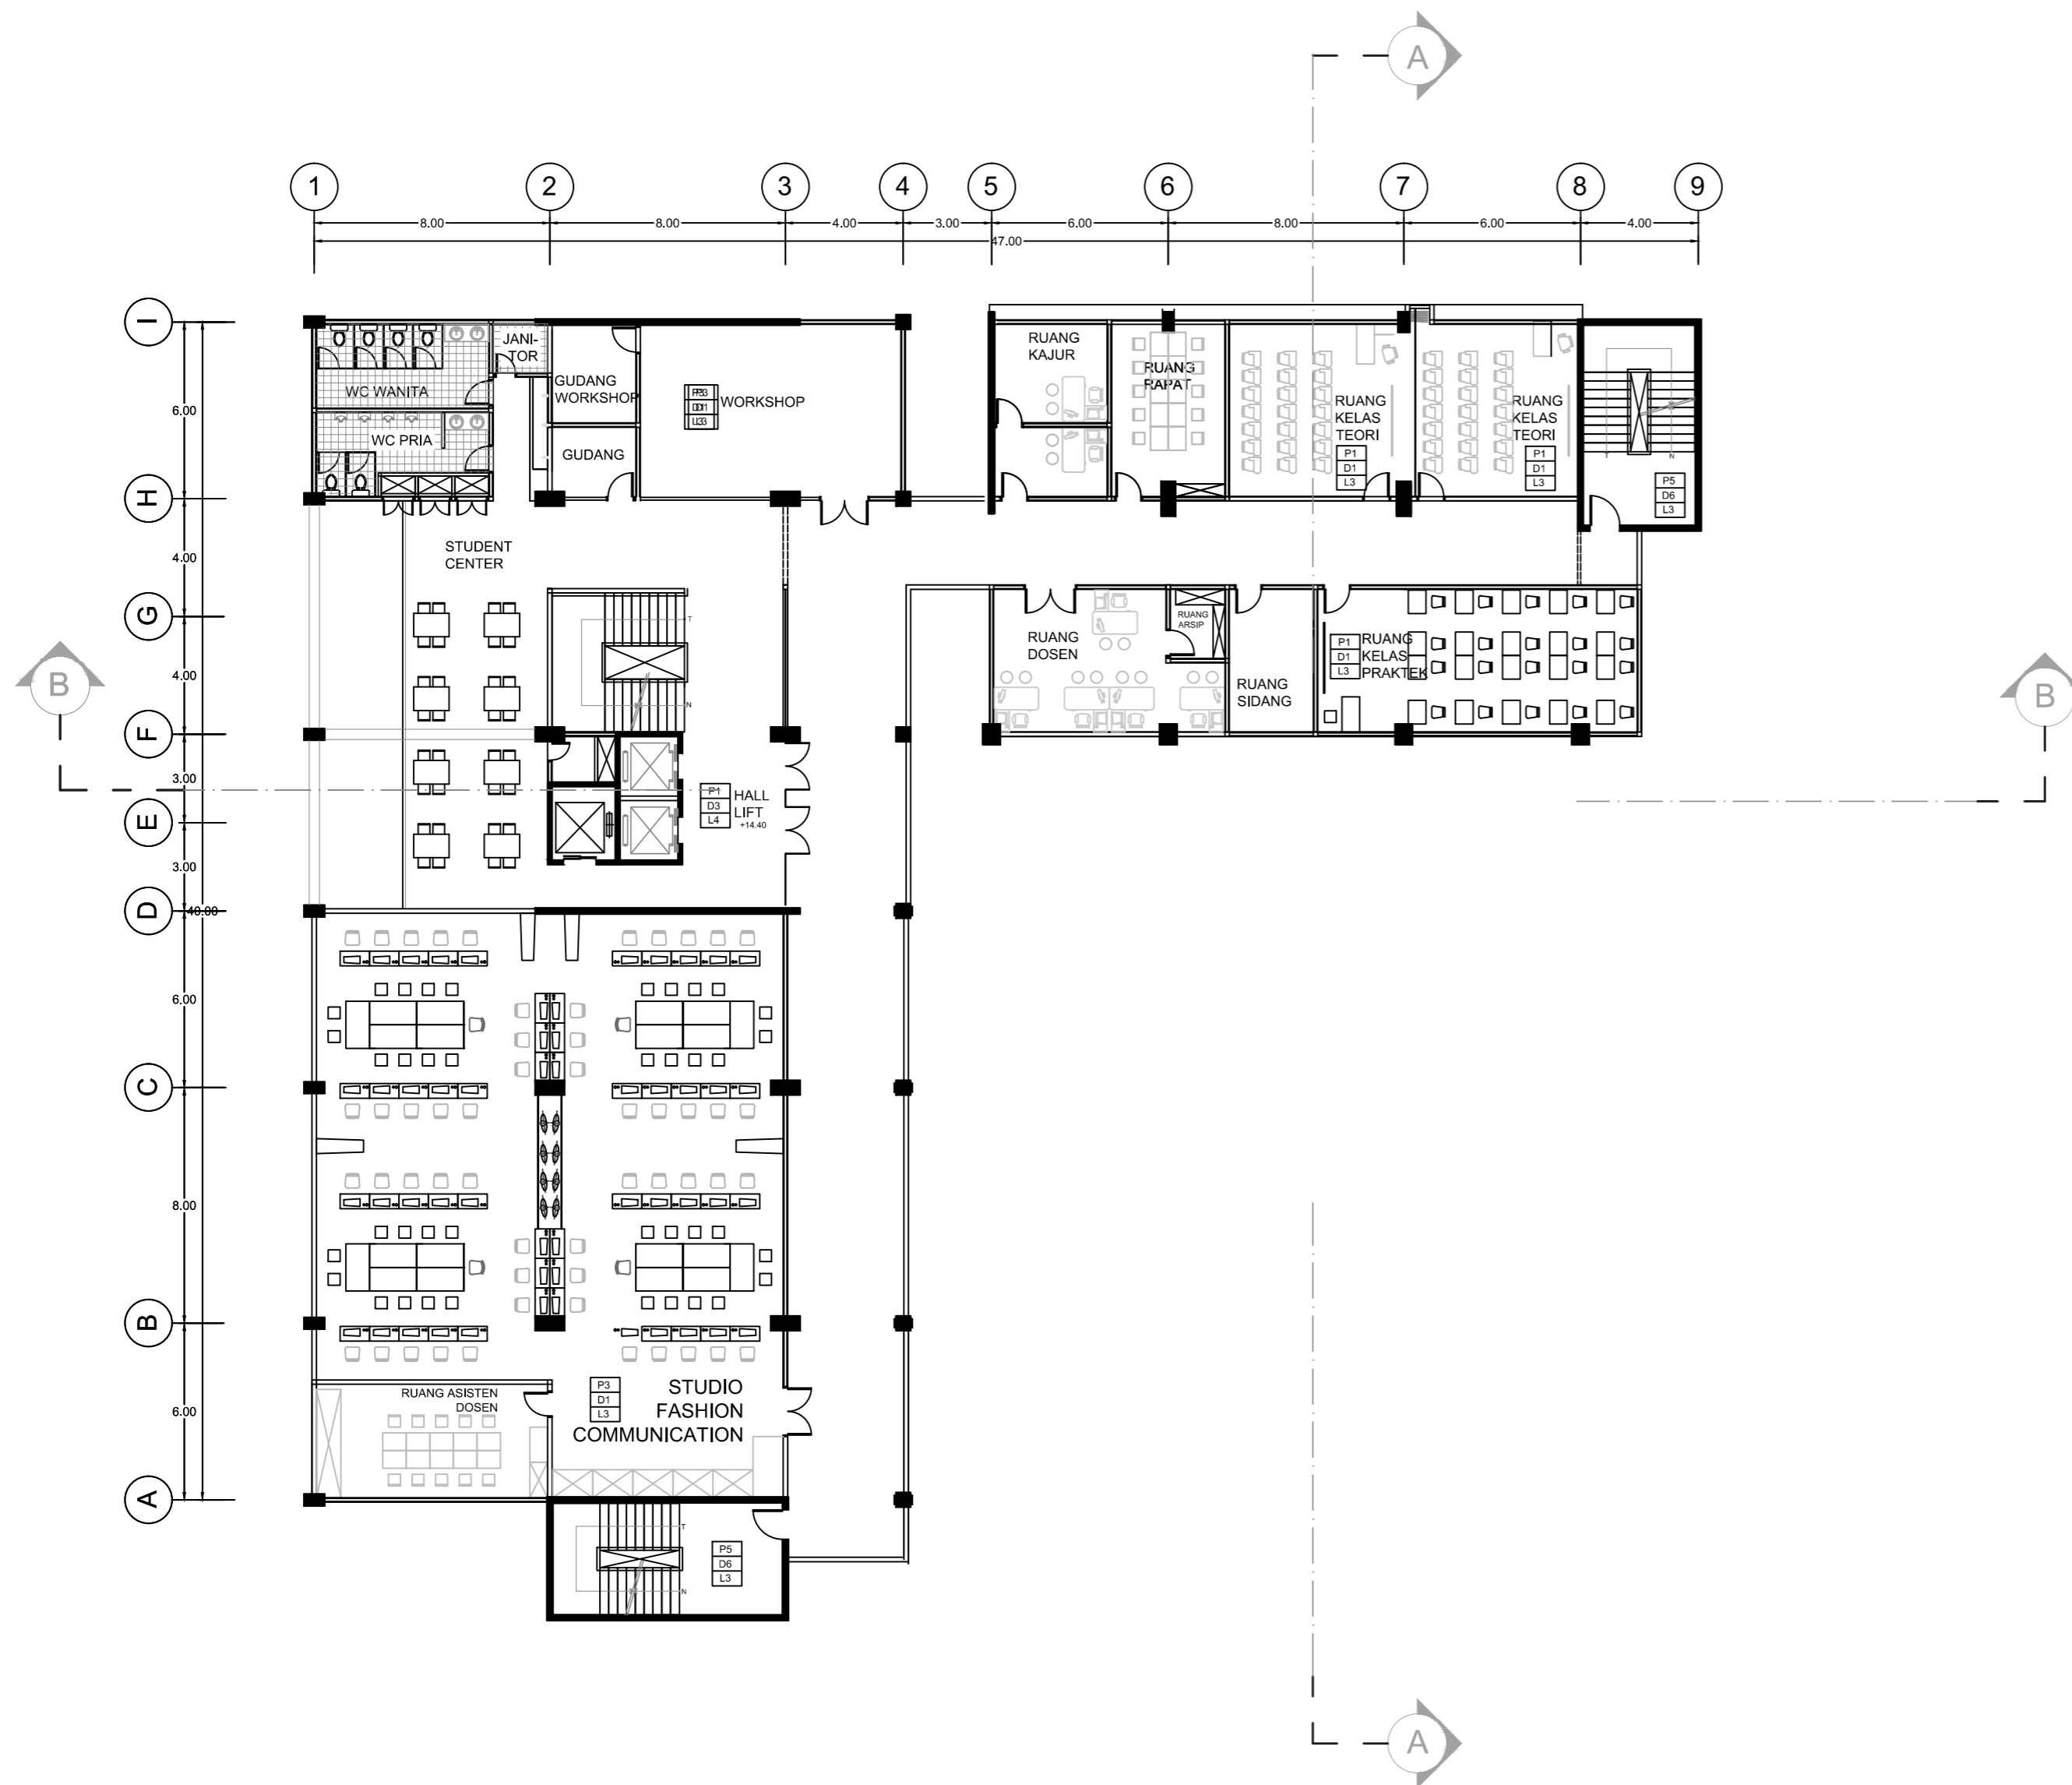 A
1 2 3 4 5 6 7 8 9
8.00 8.00 4.00 3.00 6.00 8.00 6.00 4.00
47.00
I
H
G
F
E
D
C
B
A
6.00
4.00
4.00
3.00
3.00
40.00
6.00
8.00
6.00
B
B
WC WANITA
JANI-
TOR
WC PRIA
GUDANG
WORKSHOP
GUDANG
WORKSHOP
RUANG
KAJUR
RUANG
RAPAT
RUANG
KELAS
TEORI
P1
D1
L3
RUANG
KELAS
TEORI
P1
D1
L3
T
N
P5
D6
L3
STUDENT
CENTER
T
N
RUANG
DOSEN
RUANG
ARSIP
RUANG
SIDANG
P1
D1
L3
RUANG
KELAS
PRAKTEK
P1
D3
L4
HALL
LIFT
+14.40
RUANG ASISTEN
DOSEN
P3
D1
L3
STUDIO
FASHION
COMMUNICATION
T
N
P5
D6
L3
A